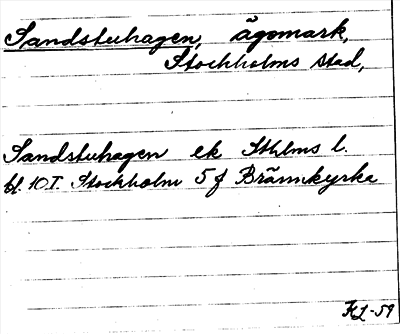 Sandstuhagen, ägomark,
Stockholms stad,
Sandstuhagen ek Sthlms l.
bl. 10 I. Stockholm 5 f Brännkyrka
KL-59